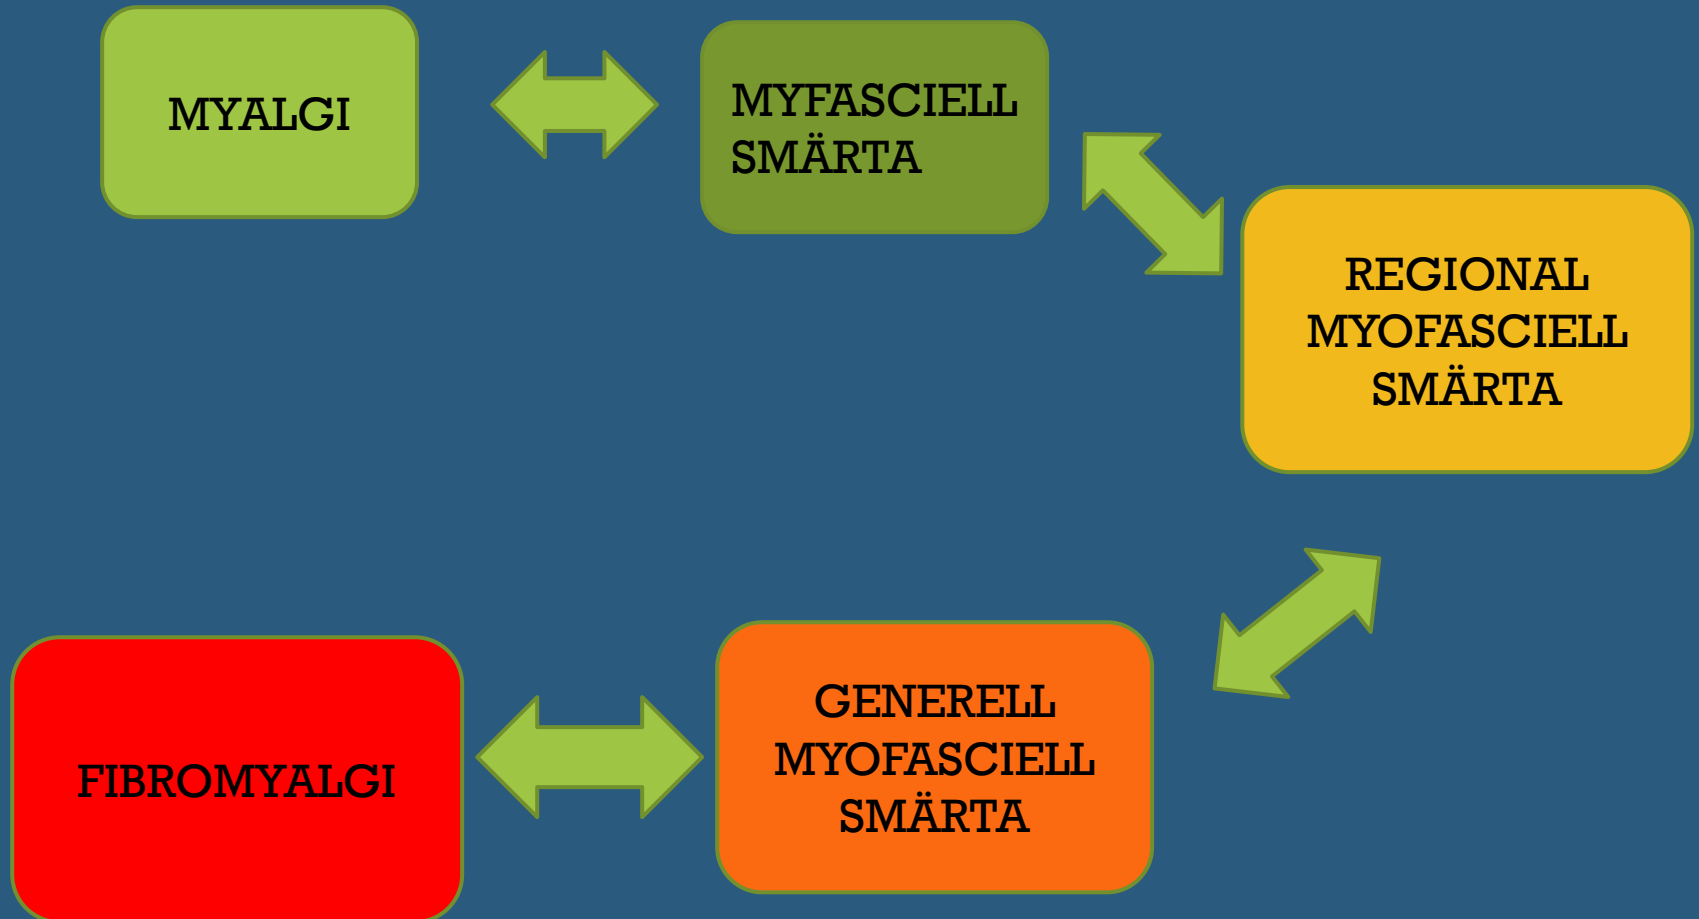 MYALGI
MYFASCIELL
SMÄRTA
REGIONAL
MYOFASCIELL
SMÄRTA
GENERELL
MYOFASCIELL
SMÄRTA
FIBROMYALGI